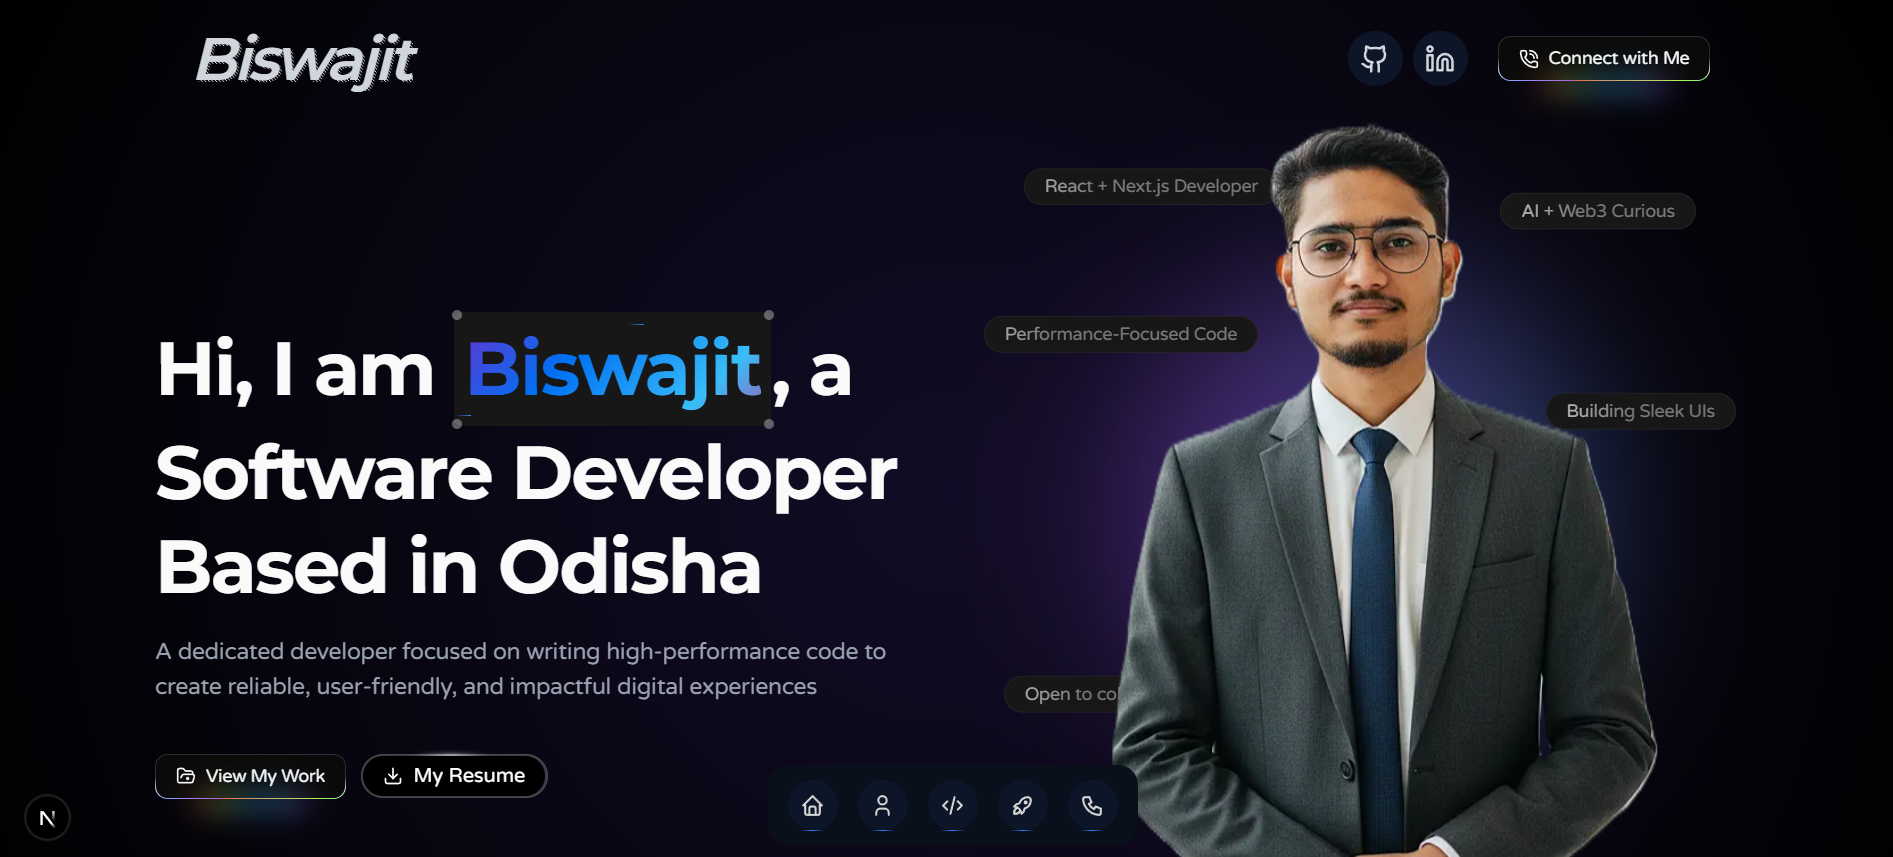 Biswajit
Connect with Me
React + Next.js Developer
AI + Web3 Curious
Performance-Focused Code
Building Sleek UIs
Hi, I am Biswajit, a
Software Developer
Based in Odisha
A dedicated developer focused on writing high-performance code to
create reliable, user-friendly, and impactful digital experiences
Open to
View My Work
My Resume
N